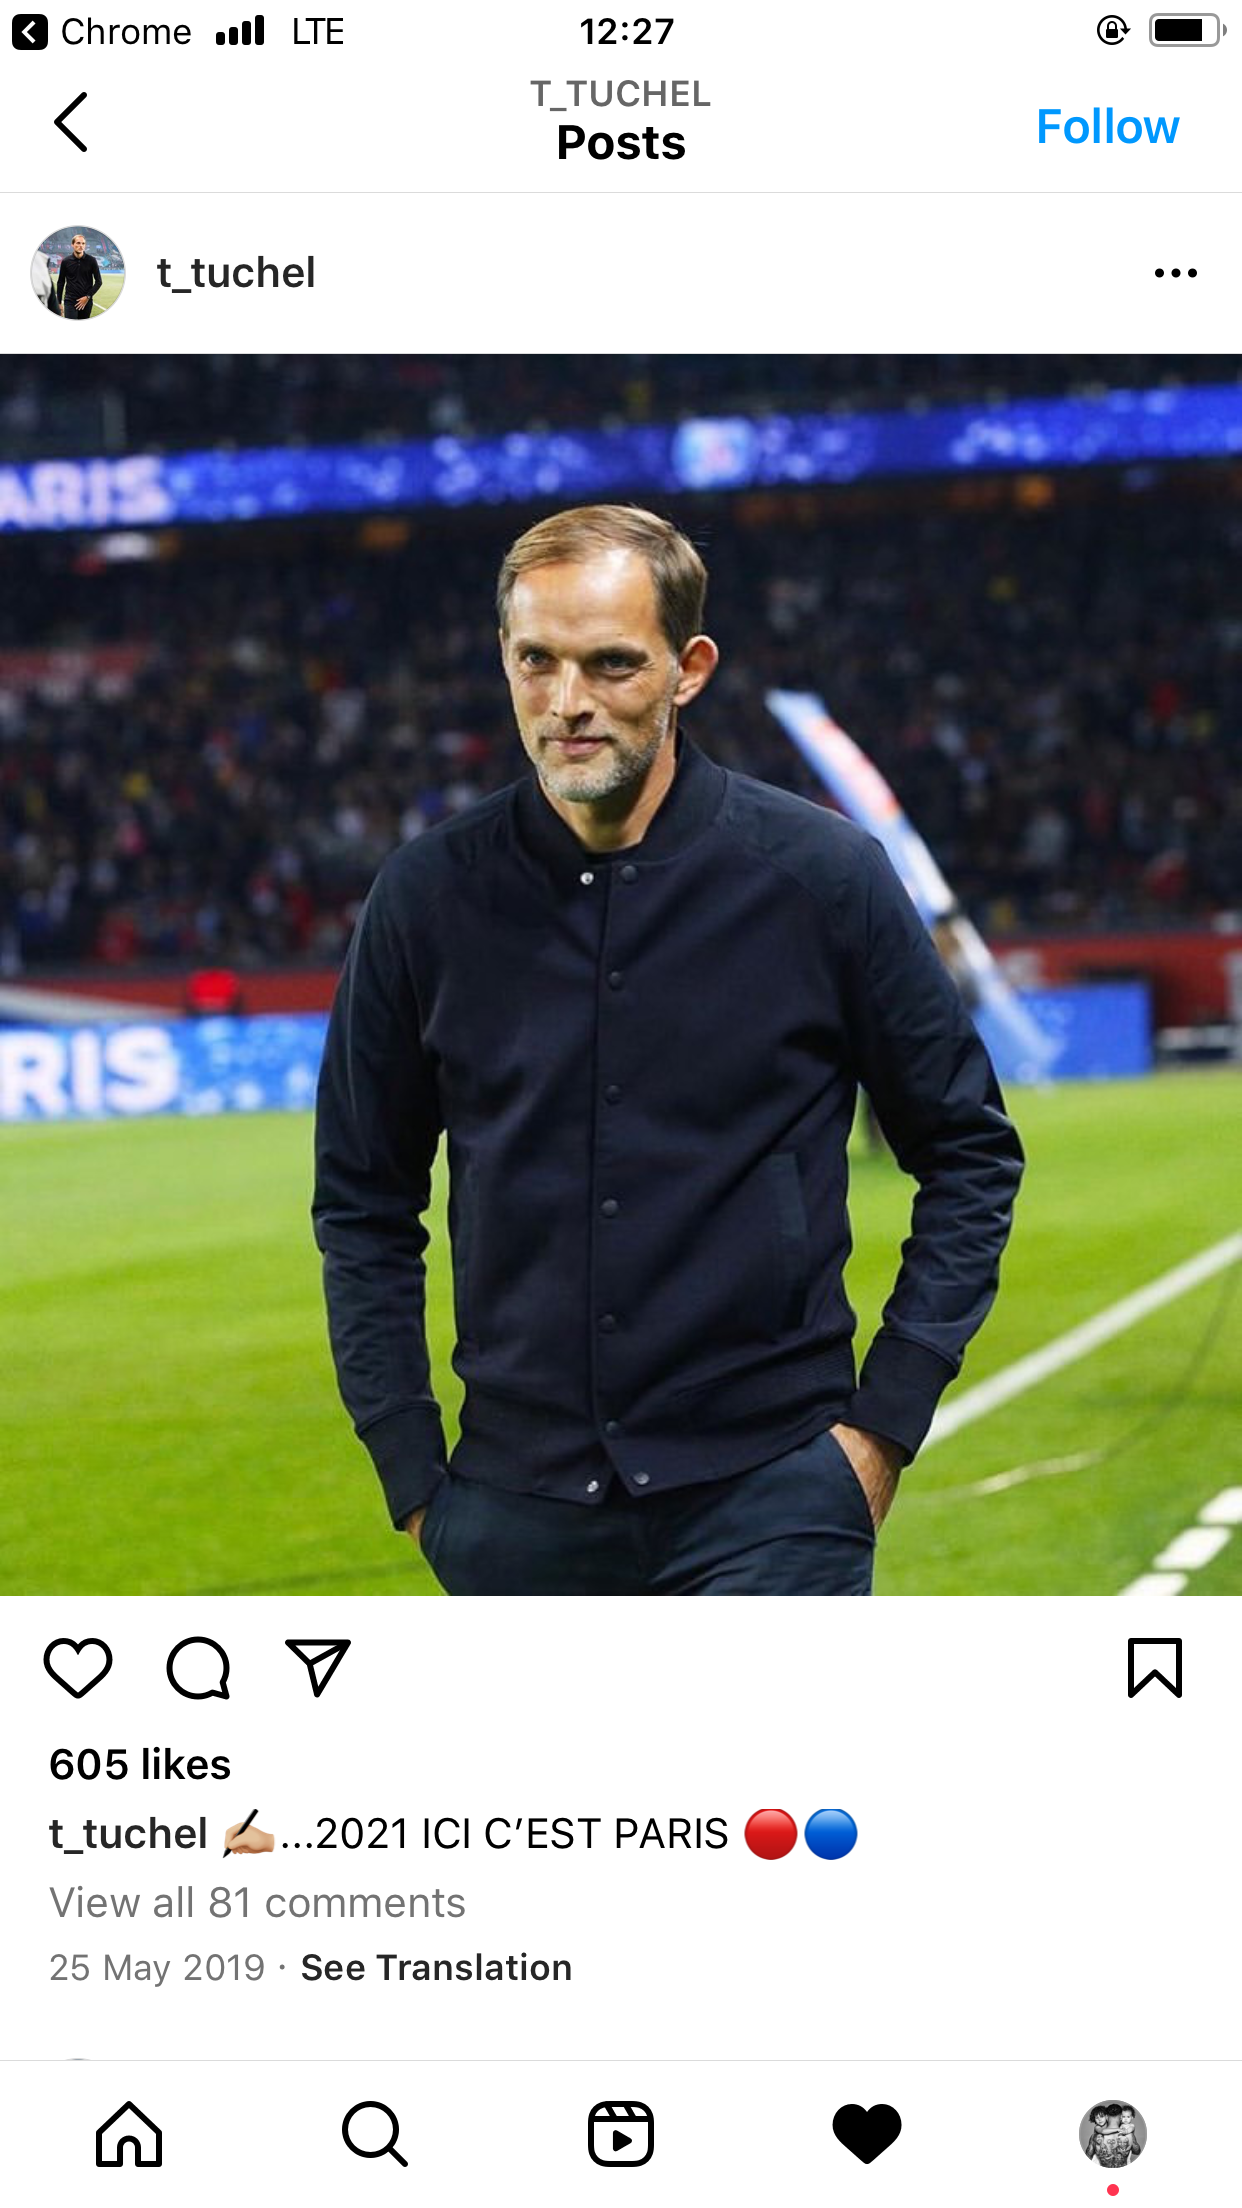 Chrome LTE 12:27
T_TUCHEL
Posts
Follow
t_tuchel
ARIS
RIS
605 likes
t_tuchel ✍🏼...2021 ICI C’EST PARIS 🔴🔵
View all 81 comments
25 May 2019 · See Translation